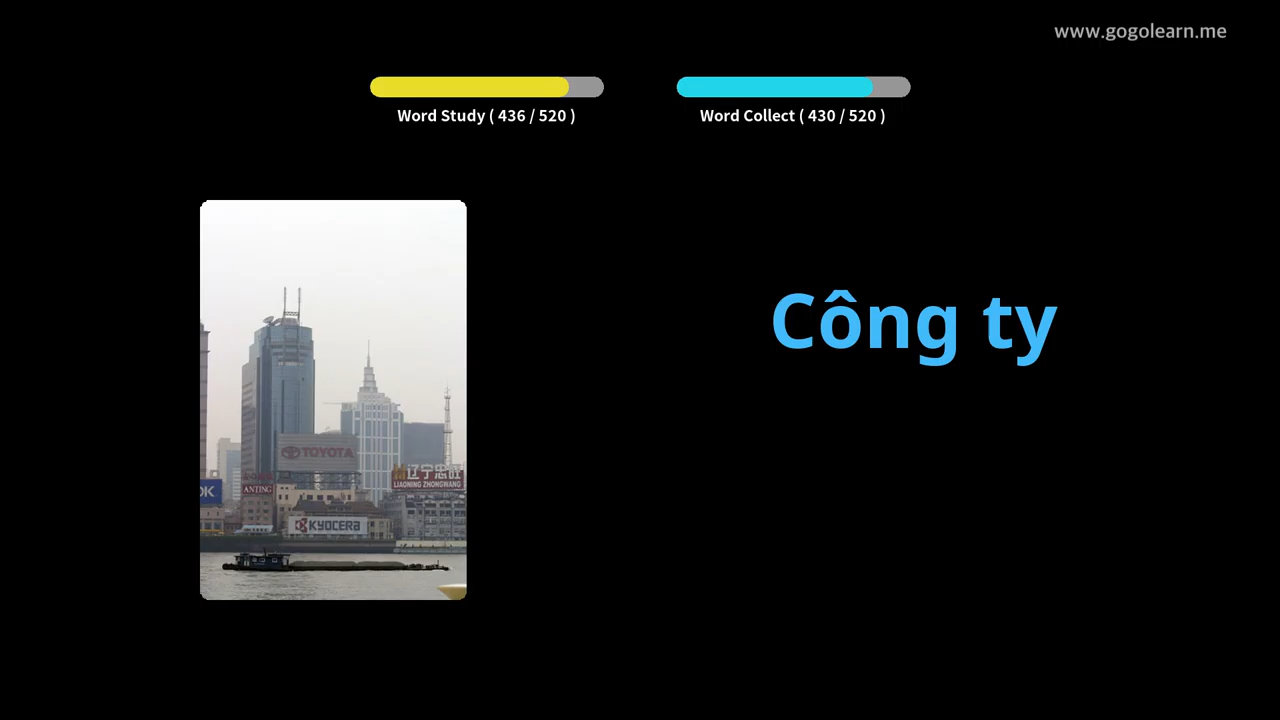 www.gogolearn.me
Word Study ( 436 / 520 )
Word Collect ( 430 / 520 )
Công ty
TOYOTA
辽宁忠旺
LIAONING ZHONGWANG
OK
ANTING
KYOCERA